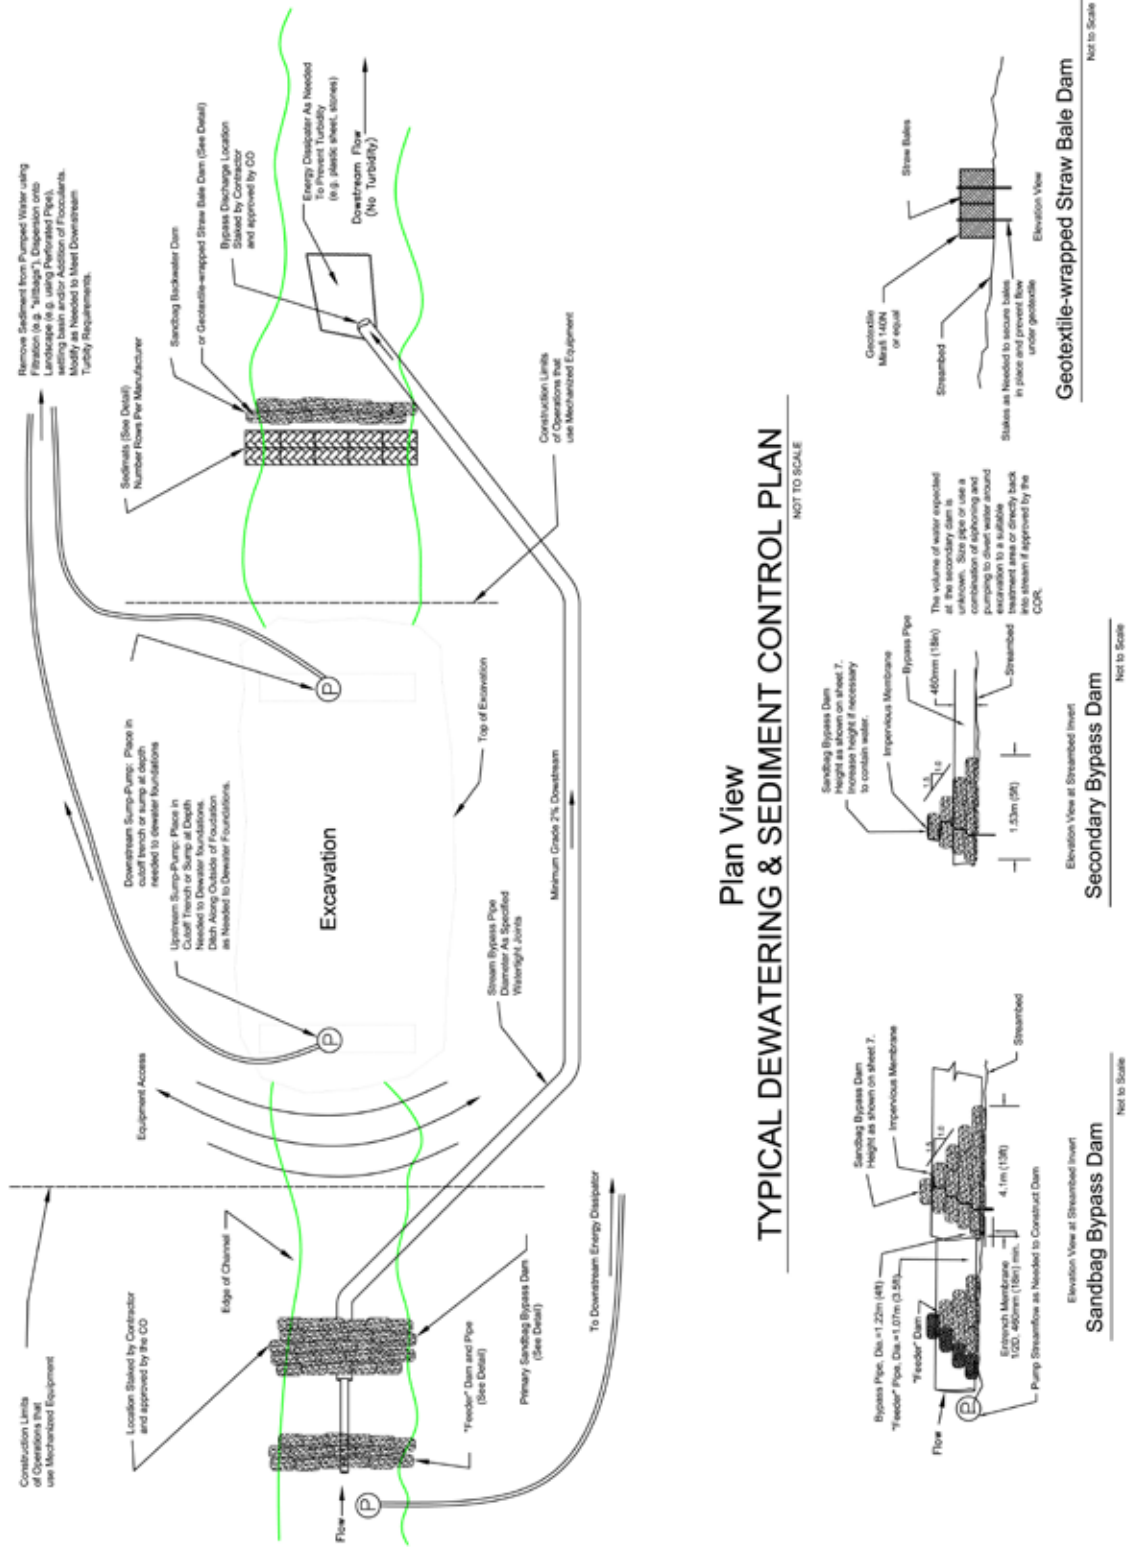 Construction Limits
of Operations that
use Mechanized Equipment
Location Staked by Contractor
and approved by the CO
Edge of Channel
Flow
"Feeder" Dam and Pipe
(See Detail)
Primary Sandbag Bypass Dam
(See Detail)
To Downstream Energy Dissipator
P
Equipment Access
Upstream Sump-Pump: Place in
Cutoff Trench or Sump at Depth
Needed to Dewater foundations.
Ditch Along Outside of Foudation
as Needed to Dewater Foundations.
P
Downstream Sump-Pump: Place in
cutoff trench or sump at depth
needed to dewater foundations
P
Excavation
Top of Excavation
Stream Bypass Pipe
Diameter As Specified
Watertight Joints
Minimum Grade 2% Downstream
Remove Sediment from Pumped Water using
Filtration (e.g. "siltbags"), Dispersion onto
Landscape (e.g. using Perforated Pipe),
settling basin and/or Addition of Flocculants.
Modify as Needed to Meet Downstream
Turbity Requirements.
Sedimats (See Detail)
Number Rows Per Manufacturer
Sandbag Backwater Dam
or Geotextile-wrapped Straw Bale Dam (See Detail)
Bypass Discharge Location
Staked by Contractor
and approved by CO
Energy Dissipater As Needed
To Prevent Turbidity
(e.g. plastic sheet, stones)
Dowstream Flow
(No Turbidity)
Construction Limits
of Operations that
use Mechanized Equipment
Plan View
TYPICAL DEWATERING & SEDIMENT CONTROL PLAN
NOT TO SCALE
Sandbag Bypass Dam
Height as shown on sheet 7.
Impervious Membrane
Bypass Pipe, Dia.=1.22m (4ft)
"Feeder" Pipe, Dia.=1.07m (3.5ft)
"Feeder" Dam
Flow
P
1.5
1.0
4.1m (13ft)
Streambed
Entrench Membrane
1/2D, 460mm (18in) min.
Pump Streamflow as Needed to Construct Dam
Elevation View at Streambed Invert
Sandbag Bypass Dam
Not to Scale
Sandbag Bypass Dam
Height as shown on sheet 7.
Increase height if necessary
to contain water.
Impervious Membrane
Bypass Pipe
460mm (18in)
1.5
1.0
1.53m (5ft)
Streambed
The volume of water expected
at the secondary dam is
unknown. Size pipe or use a
combination of siphoning and
pumping to divert water around
excavation to a suitable
treatment area or directly back
into stream if approved by the
COR.
Elevation View at Streambed Invert
Secondary Bypass Dam
Not to Scale
Geotextile
Mirafi 140N
or equal
Straw Bales
Streambed
Stakes as Needed to secure bales
in place and prevent flow
under geotextile
Elevation View
Geotextile-wrapped Straw Bale Dam
Not to Scale